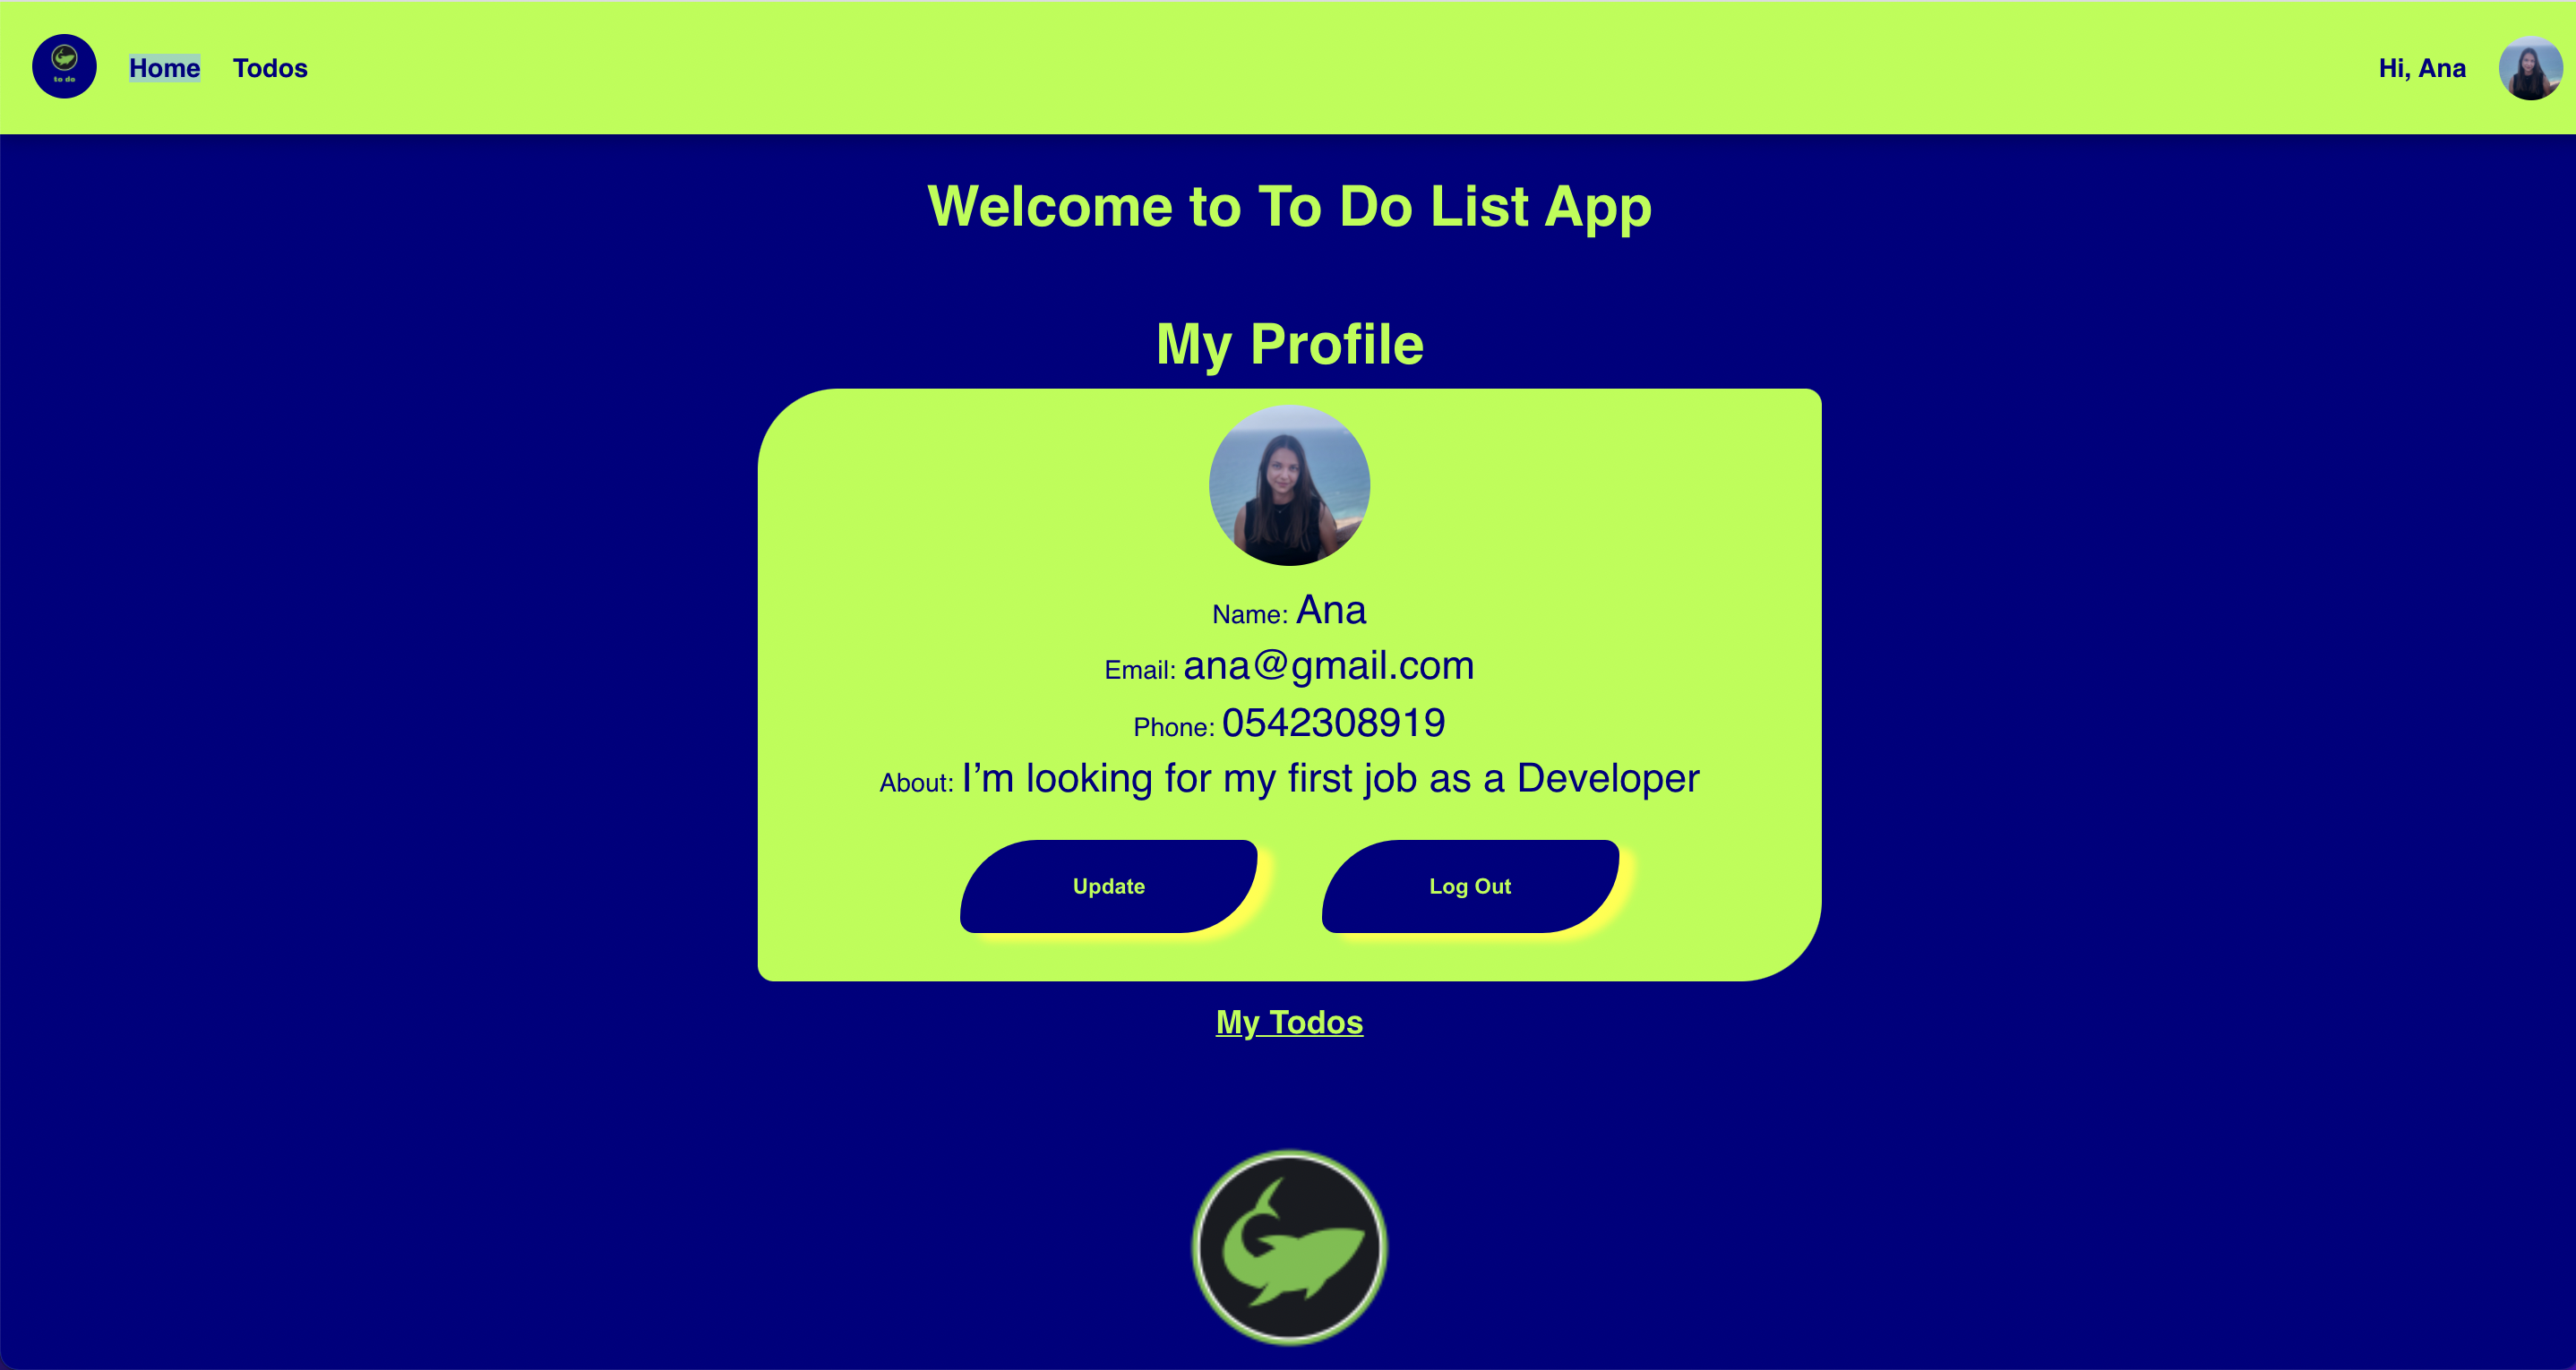 to do
Home Todos
Hi, Ana
Welcome to To Do List App
My Profile
Name: Ana
Email: ana@gmail.com
Phone: 0542308919
About: I’m looking for my first job as a Developer
Update
Log Out
My Todos